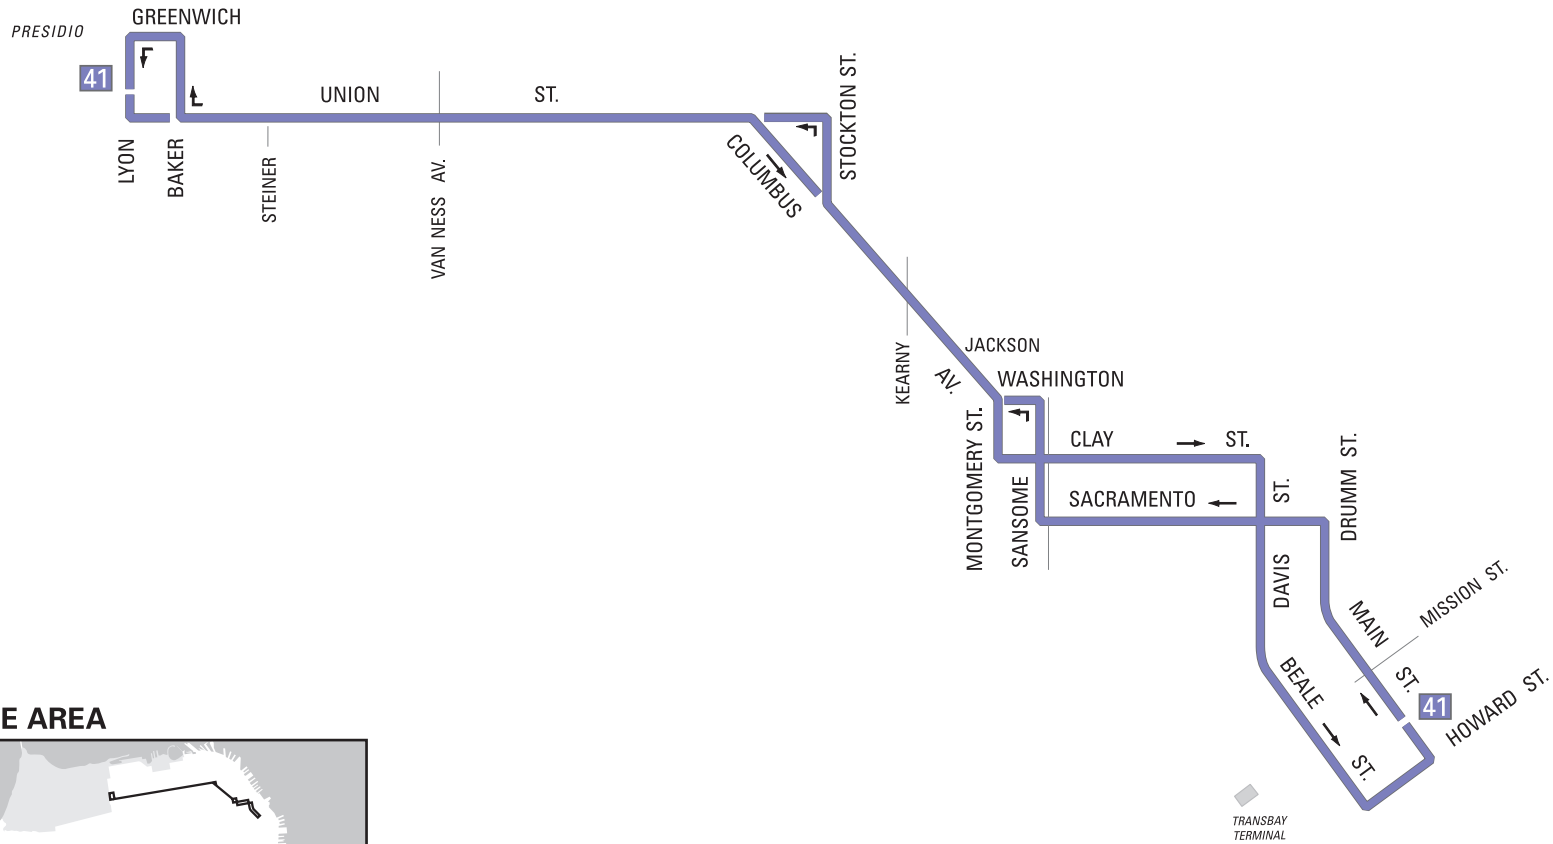 GREENWICH
PRESIDIO
41
UNION
ST.
STOCKTON ST.
LYON
BAKER
STEINER
VAN NESS AV.
COLUMBUS
AV.
KEARNY
JACKSON
WASHINGTON
MONTGOMERY ST.
SANSOME
CLAY
ST.
SACRAMENTO
DAVIS
ST.
DRUMM ST.
MAIN
ST.
MISSION ST.
BEALE
ST.
41
HOWARD ST.
E AREA
TRANSBAY
TERMINAL